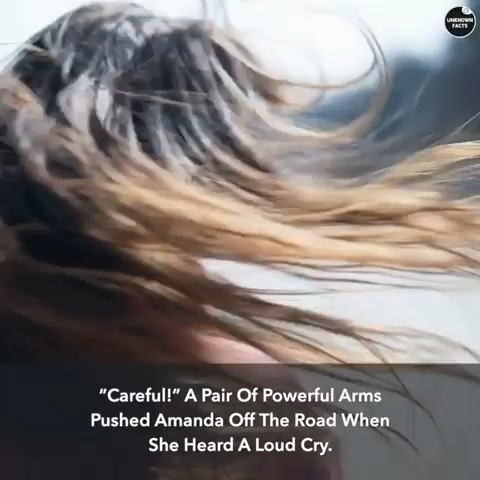 UNKNOWN
FACTS
“Careful!” A Pair Of Powerful Arms
Pushed Amanda Off The Road When
She Heard A Loud Cry.